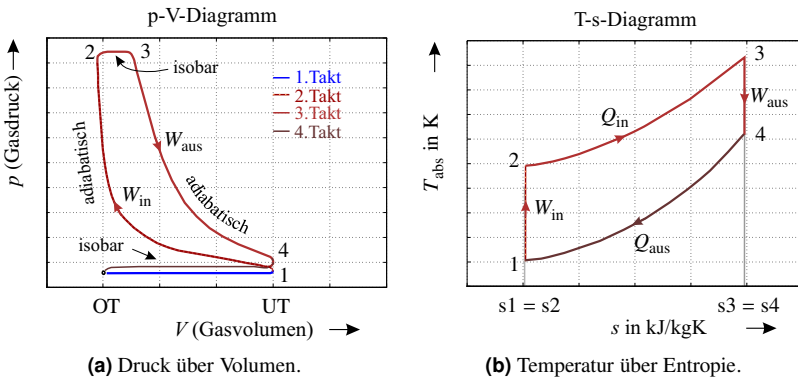 p-V-Diagramm
p (Gasdruck)
2
3
isobar
1.Takt
2.Takt
3.Takt
4.Takt
adiabatisch
W_aus
W_in
adiabatisch
isobar
4
1
OT
UT
V (Gasvolumen)
(a) Druck über Volumen.
T-s-Diagramm
T_abs in K
3
Q_in
W_aus
4
2
W_in
Q_aus
1
s1 = s2
s3 = s4
s in kJ/kgK
(b) Temperatur über Entropie.